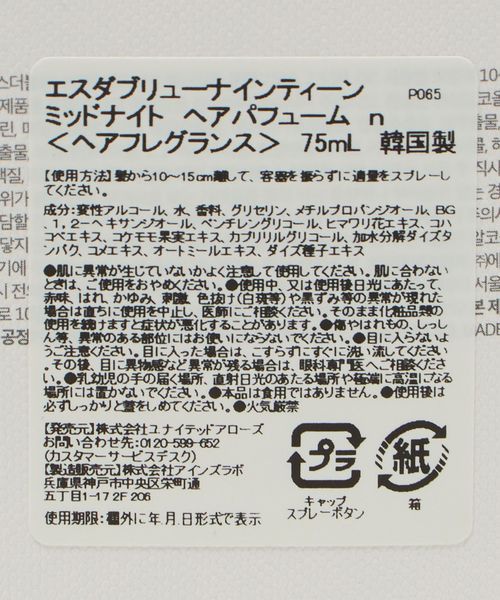 エスダブリューナインティーン
ミッドナイト ヘアパフューム n
P065
＜ヘアフレグランス＞ 75mL 韓国製
【使用方法】髪から10～15cm離して、容器を振らずに適量をスプレーし
てください。
成分：変性アルコール、水、香料、グリセリン、メチルプロパンジオール、BG
、1,2-ヘキサンジオール、ペンチレングリコール、ヒマワリ花エキス、コハ
コベエキス、コケモモ果実エキス、カプリリルグリコール、加水分解ダイズタ
ンパク、コメエキス、オートミールエキス、ダイズ種子エキス
●肌に異常が生じていないかよく注意して使用してください。肌に合わない
ときは、ご使用をおやめください。●使用中、又は使用後日光にあたって、
赤味、はれ、かゆみ、刺激、色抜け(白斑等)や黒ずみ等の異常が現れた
場合は直ちに使用を中止し、医師にご相談ください。そのまま化粧品類の
使用を続けますと症状が悪化することがあります。●傷やはれもの、しっし
ん等、異常のある部位にはお使いにならないでください。●目に入らないよ
うご注意ください。目に入った場合は、こすらずにすぐに洗い流してください。
その後、目に異物感など異常が残る場合は、眼科専門医へご相談くださ
い。●乳幼児の手の届く場所、直射日光のあたる場所や極端に高温になる
場所には置かないでください。●本品は食用ではありません。●使用後は
必ずしっかりと蓋をしめてください。●火気厳禁
【発売元】株式会社ユナイテッドアローズ
お問い合わせ先：0120-599-652
(カスタマーサービスデスク)
【製造販売元】株式会社アインズラボ
兵庫県神戸市中央区栄町通
五丁目1-17 2F 206
使用期限：欄外に年.月.日形式で表示
プラ
キャップ
スプレーボタン
紙
箱